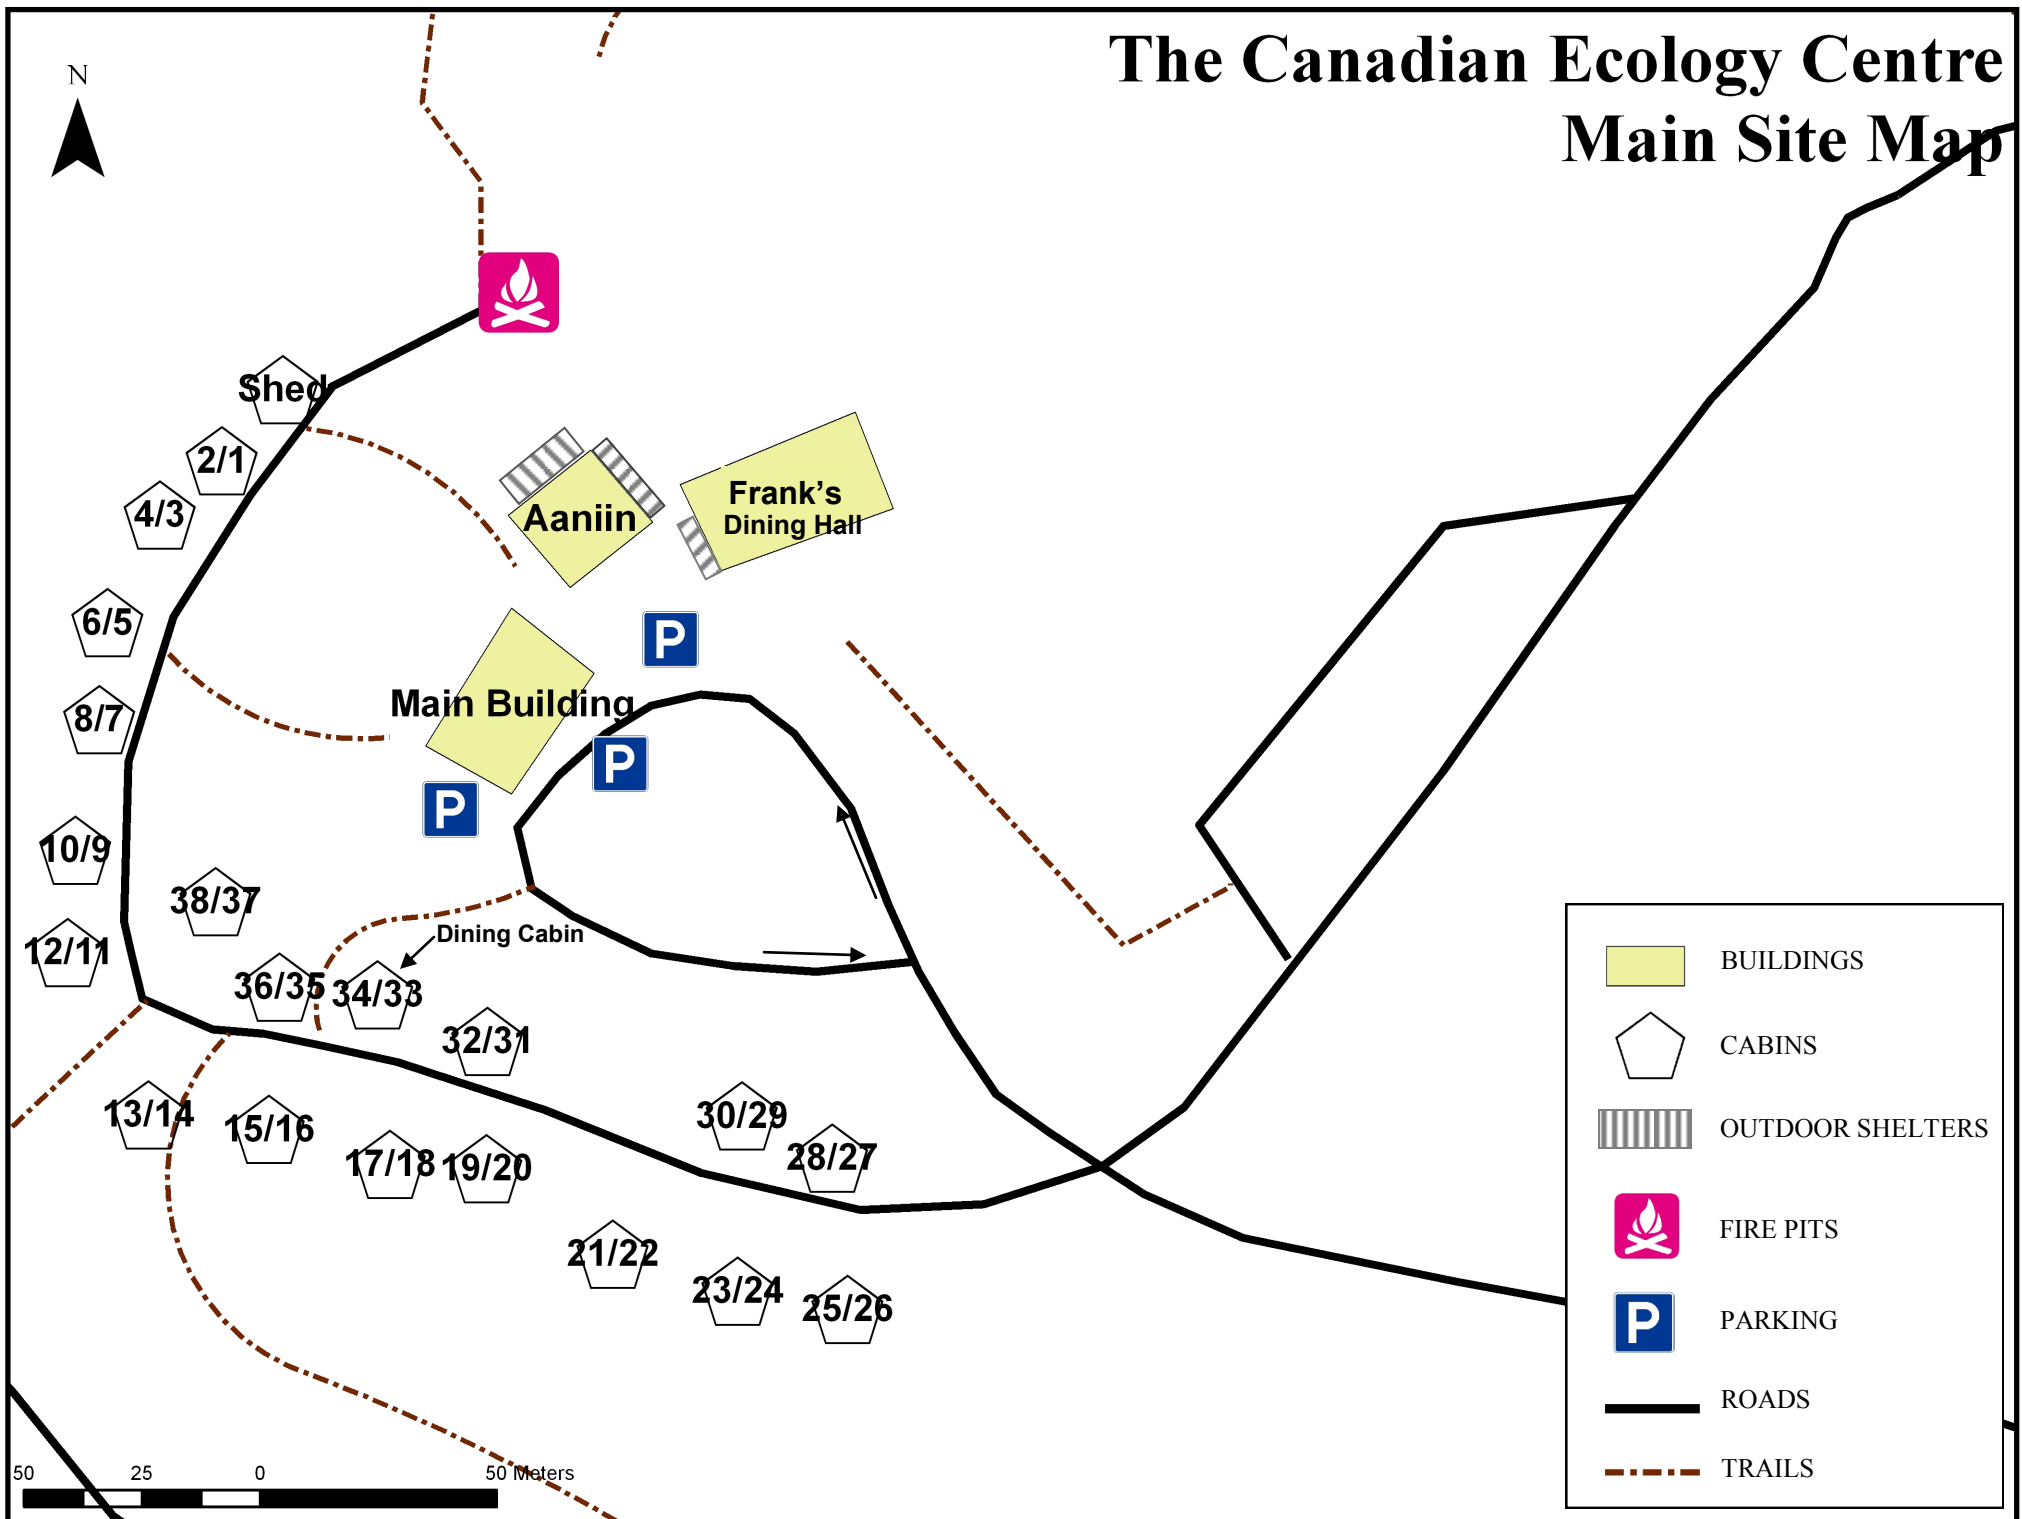 The Canadian Ecology Centre
Main Site Map
N
Shed
2/1
4/3
Aaniin
Frank's
Dining Hall
6/5
P
Main Building
8/7
P
P
10/9
38/37
Dining Cabin
12/11
36/35
34/33
32/31
13/14
15/16
30/29
28/27
17/18
19/20
21/22
23/24
25/26
BUILDINGS
CABINS
OUTDOOR SHELTERS
FIRE PITS
P PARKING
ROADS
TRAILS
50 25 0 50 Meters